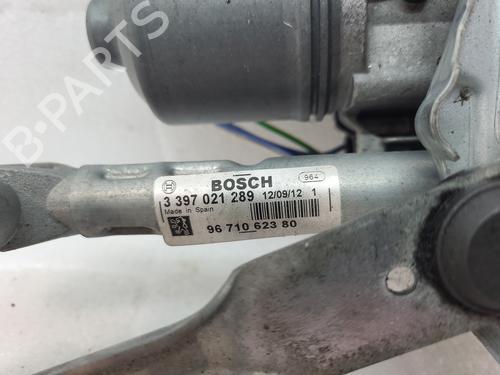 B-PARTS
BOSCH
964
3 397 021 289 12/09/12 1
Made in Spain
96 710 623 80